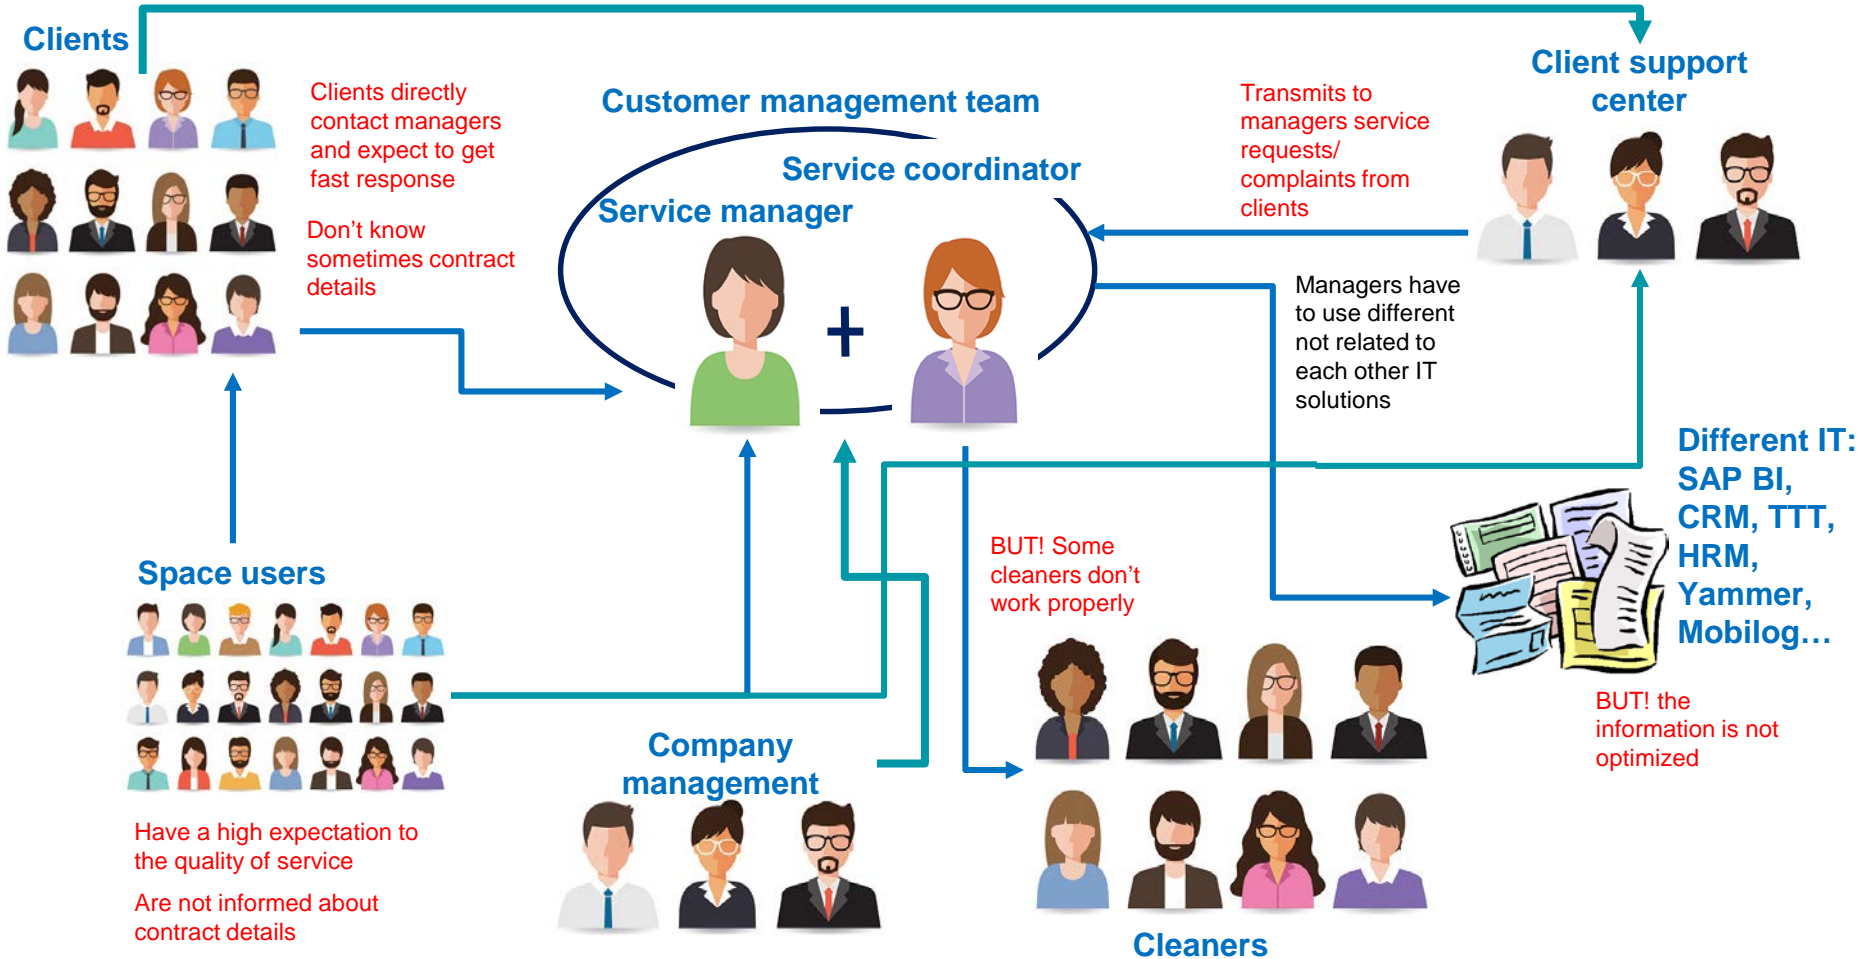 Clients
Clients directly
contact managers
and expect to get
fast response
Don’t know
sometimes contract
details
Customer management team
Service coordinator
Service manager
Transmits to
managers service
requests/
complaints from
clients
Client support
center
Managers have
to use different
not related to
each other IT
solutions
Different IT:
SAP BI,
CRM, TTT,
HRM,
Yammer,
Mobilog…
BUT! the
information is not
optimized
Space users
Have a high expectation to
the quality of service
Are not informed about
contract details
Company
management
BUT! Some
cleaners don’t
work properly
Cleaners